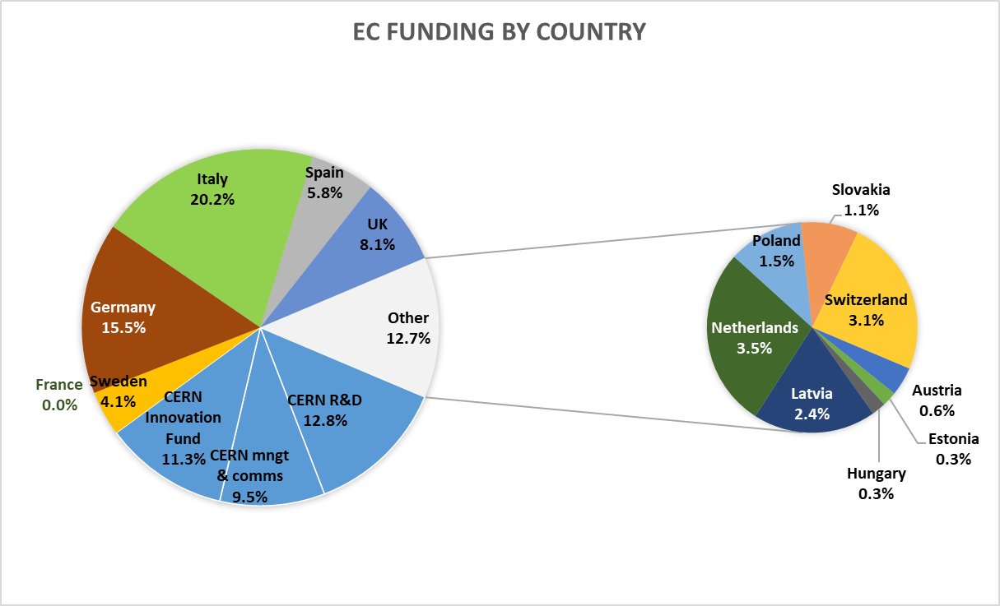 EC FUNDING BY COUNTRY
Italy
20.2%
Spain
5.8%
UK
8.1%
Other
12.7%
CERN R&D
12.8%
CERN mngt
& comms
9.5%
CERN
Innovation
Fund
11.3%
Sweden
4.1%
France
0.0%
Germany
15.5%
Slovakia
1.1%
Poland
1.5%
Switzerland
3.1%
Netherlands
3.5%
Latvia
2.4%
Austria
0.6%
Estonia
0.3%
Hungary
0.3%